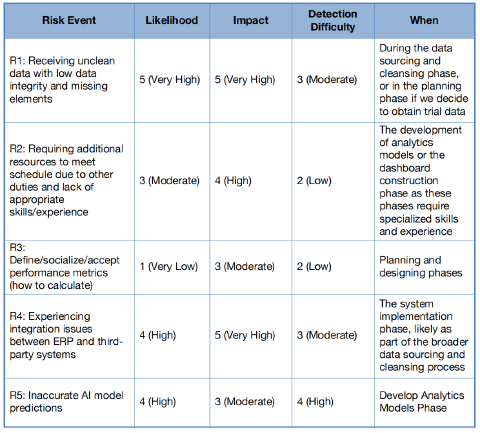 Risk Event
Likelihood
Impact
Detection
Difficulty
When
R1: Receiving unclean
data with low data
integrity and missing
elements
5 (Very High)
5 (Very High)
3 (Moderate)
During the data
sourcing and
cleansing phase,
or in the planning
phase if we decide
to obtain trial data
R2: Requiring additional
resources to meet
schedule due to other
duties and lack of
appropriate
skills/experience
3 (Moderate)
4 (High)
2 (Low)
The development
of analytics
models or the
dashboard
construction
phase as these
phases require
specialized skills
and experience
R3:
Define/socialize/accept
performance metrics
(how to calculate)
1 (Very Low)
3 (Moderate)
2 (Low)
Planning and
designing phases
R4: Experiencing
integration issues
between ERP and third-
party systems
4 (High)
5 (Very High)
3 (Moderate)
The system
implementation
phase, likely as
part of the broader
data sourcing and
cleansing process
R5: Inaccurate AI model
predictions
4 (High)
3 (Moderate)
4 (High)
Develop Analytics
Models Phase